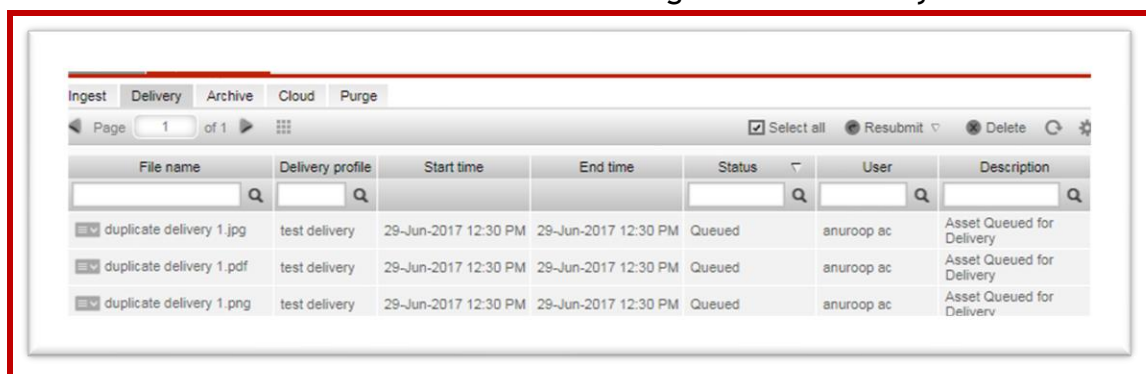 Ingest Delivery Archive Cloud Purge
Page 1 of 1 Select all Resubmit Delete
File name Delivery profile Start time End time Status User Description
duplicate delivery 1.jpg test delivery 29-Jun-2017 12:30 PM 29-Jun-2017 12:30 PM Queued anuroop ac Asset Queued for
Delivery
duplicate delivery 1.pdf test delivery 29-Jun-2017 12:30 PM 29-Jun-2017 12:30 PM Queued anuroop ac Asset Queued for
Delivery
duplicate delivery 1.png test delivery 29-Jun-2017 12:30 PM 29-Jun-2017 12:30 PM Queued anuroop ac Asset Queued for
Delivery